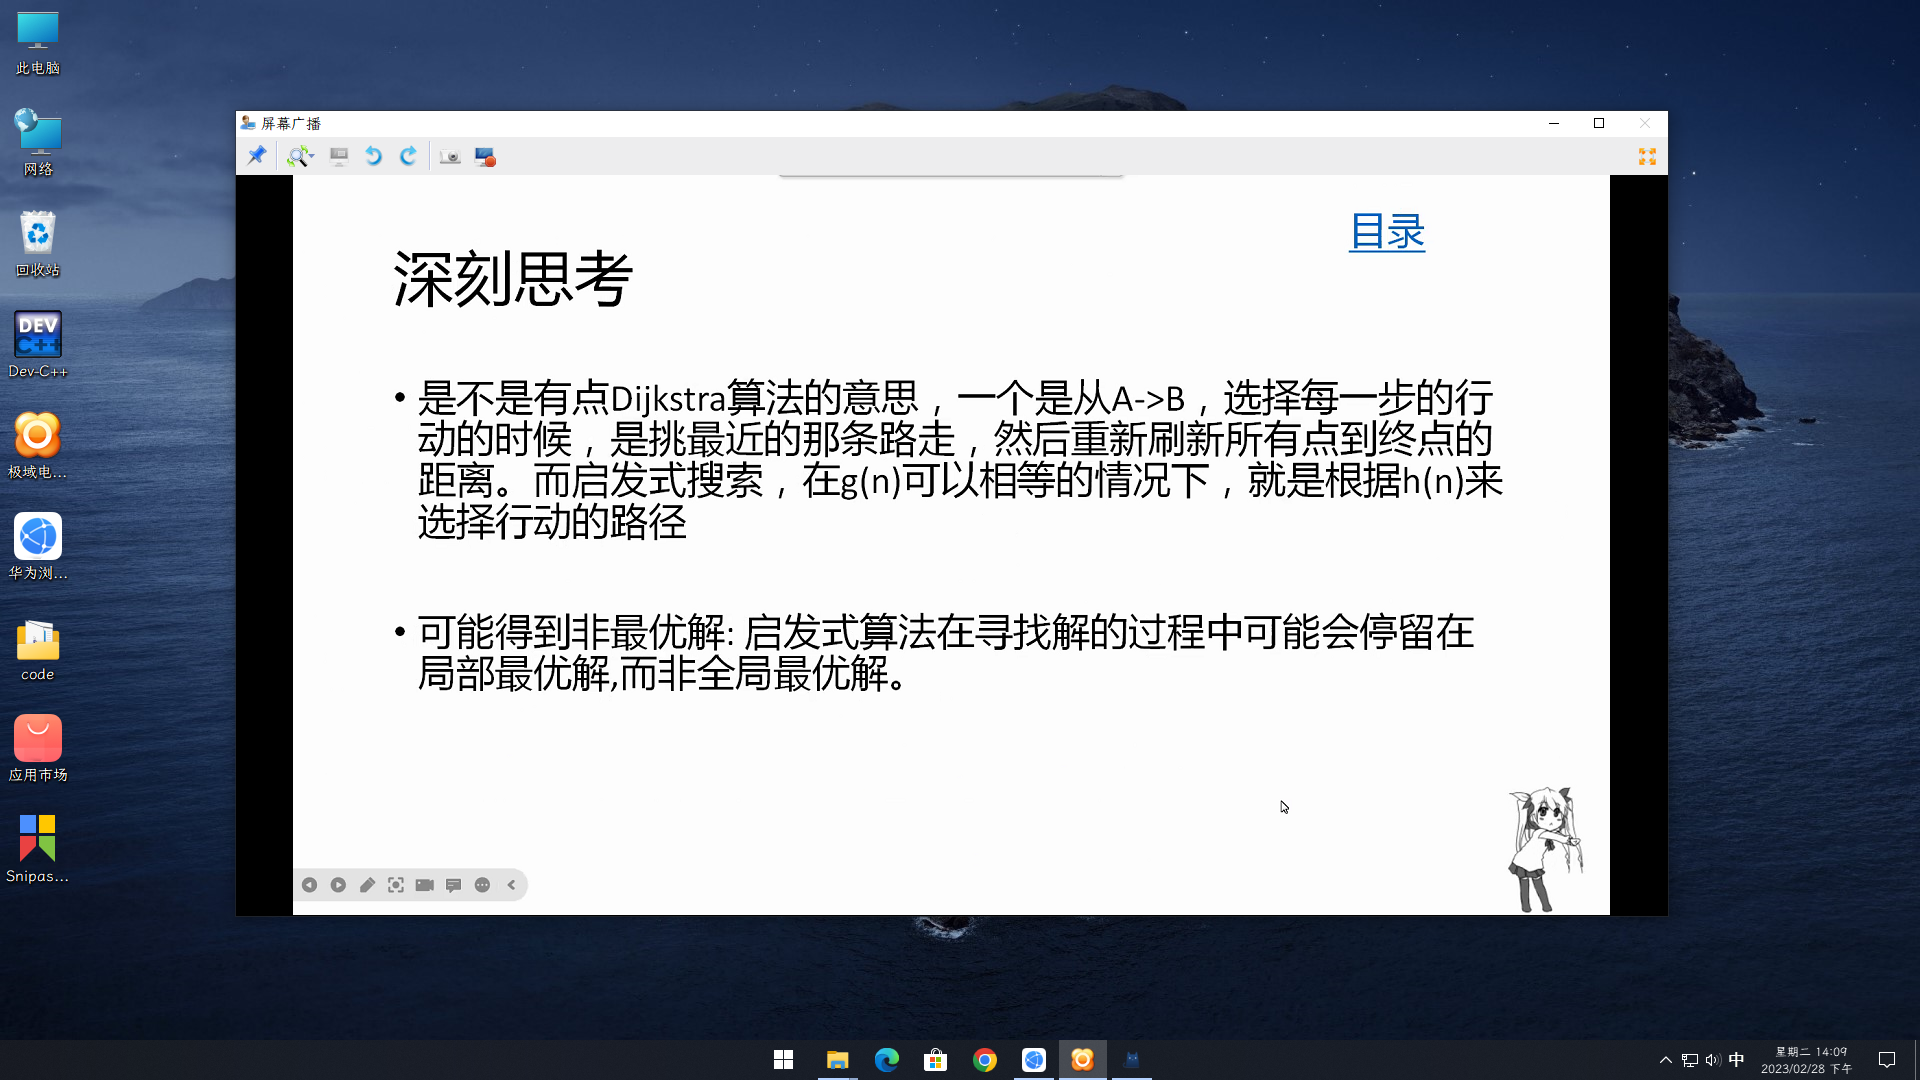 此电脑
网络
回收站
DEV
C++
Dev-C++
极域电...
华为浏...
code
应用市场
Snipas...
屏幕广播
目录
深刻思考
• 是不是有点Dijkstra算法的意思，一个是从A->B，选择每一步的行
动的时候，是挑最近的那条路走，然后重新刷新所有点到终点的
距离。而启发式搜索，在g(n)可以相等的情况下，就是根据h(n)来
选择行动的路径
• 可能得到非最优解: 启发式算法在寻找解的过程中可能会停留在
局部最优解,而非全局最优解。
中
星期二 14:09
2023/02/28 下午